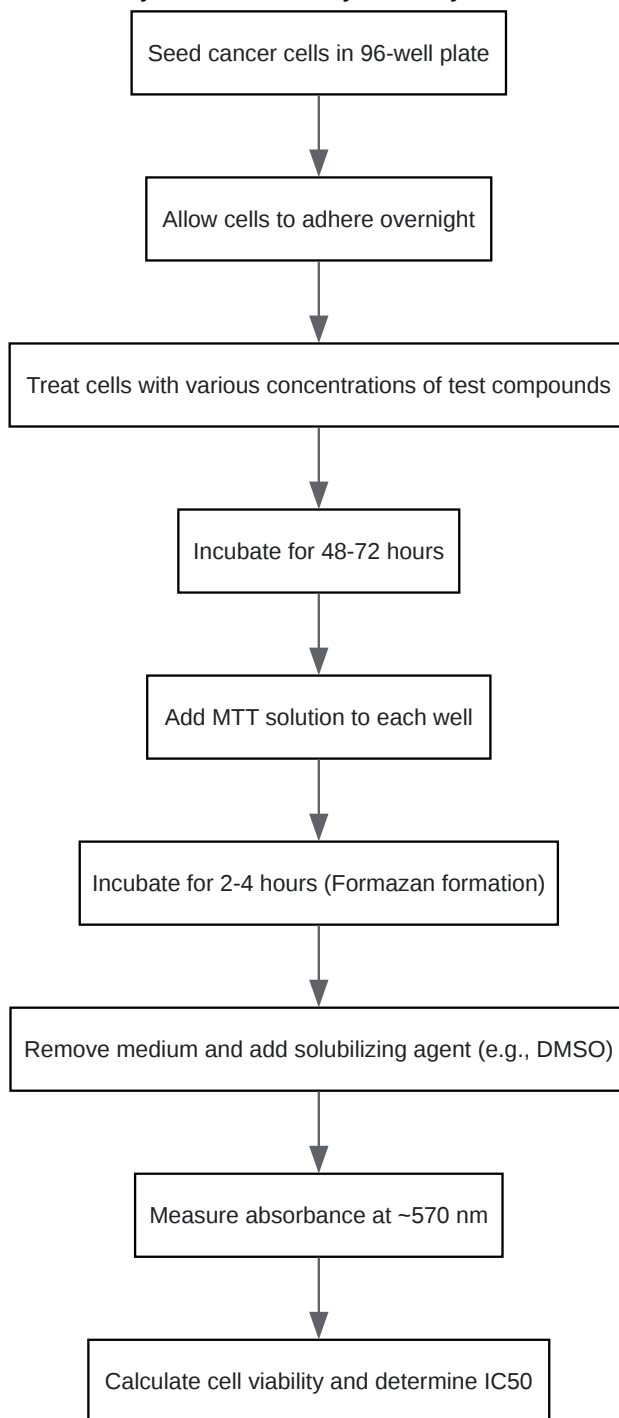 Seed cancer cells in 96-well plate
Allow cells to adhere overnight
Treat cells with various concentrations of test compounds
Incubate for 48-72 hours
Add MTT solution to each well
Incubate for 2-4 hours (Formazan formation)
Remove medium and add solubilizing agent (e.g., DMSO)
Measure absorbance at ~570 nm
Calculate cell viability and determine IC50